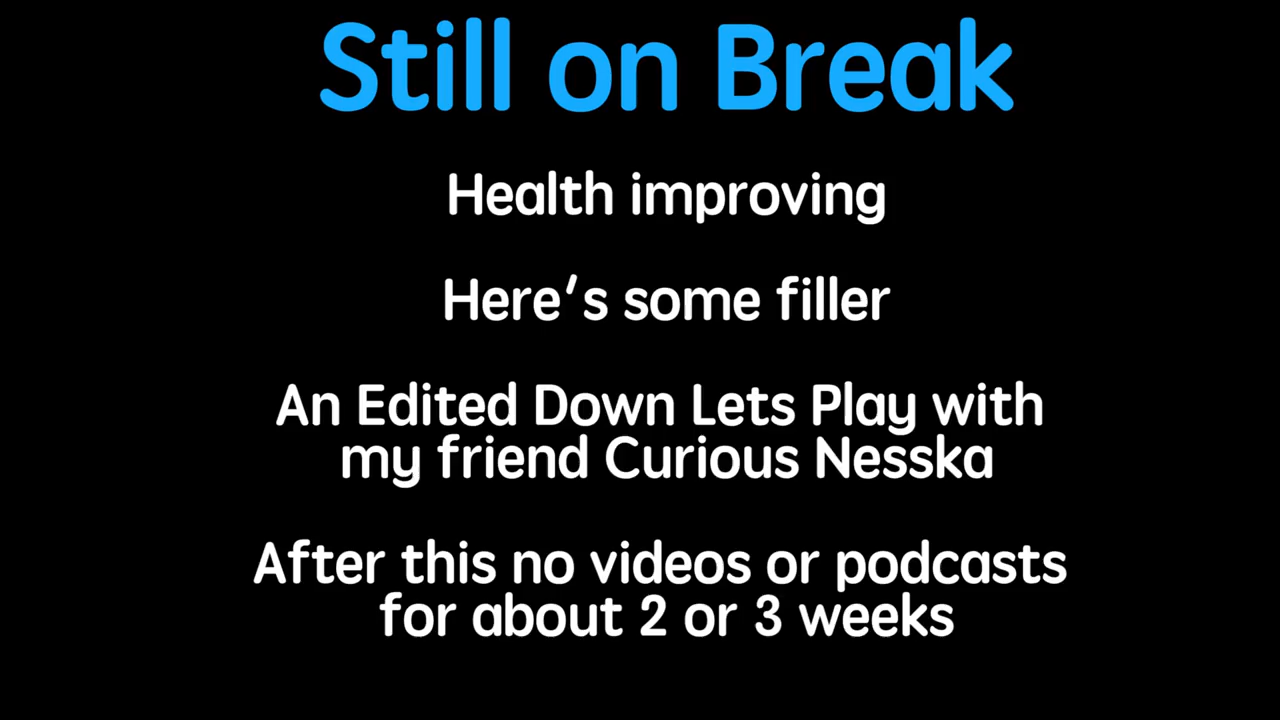 Still on Break
Health improving
Here's some filler
An Edited Down Lets Play with
my friend Curious Nesska
After this no videos or podcasts
for about 2 or 3 weeks